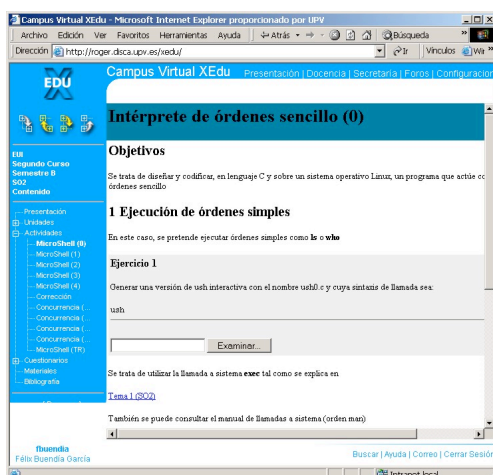 Campus Virtual XEdu - Microsoft Internet Explorer proporcionado por UPV
Archivo Edición Ver Favoritos Herramientas Ayuda Atrás Búsqueda »
Dirección http://roger.disca.upv.es/xedu/ Ir Vínculos
EDU
Campus Virtual XEdu Presentación | Docencia | Secretaría | Foros | Configuracior
Intérprete de órdenes sencillo (0)
EUI
Segundo Curso
Semestre B
SO2
Contenido
Presentación
Unidades
Actividades
MicroShell (0)
MicroShell (1)
MicroShell (2)
MicroShell (3)
MicroShell (4)
Corrección
Concurrencia (...
Concurrencia (...
Concurrencia (...
Concurrencia (...
MicroShell (TR)
Cuestionarios
Materiales
Bibliografía
Objetivos
Se trata de diseñar y codificar, en lenguaje C y sobre un sistema operativo Linux, un programa que actúe cc
órdenes sencillo
1 Ejecución de órdenes simples
En este caso, se pretende ejecutar órdenes simples como ls o who
Ejercicio 1
Generar una versión de ush interactiva con el nombre ush0.c y cuya sintaxis de llamada sea:
ush
Examinar...
Se trata de utilizar la llamada a sistema exec tal como se explica en
Tema 1 (SO2)
También se puede consultar el manual de llamadas a sistema (orden man)
fbuendia
Félix Buendía García
Buscar | Ayuda | Correo | Cerrar Sesiór
Intranet local